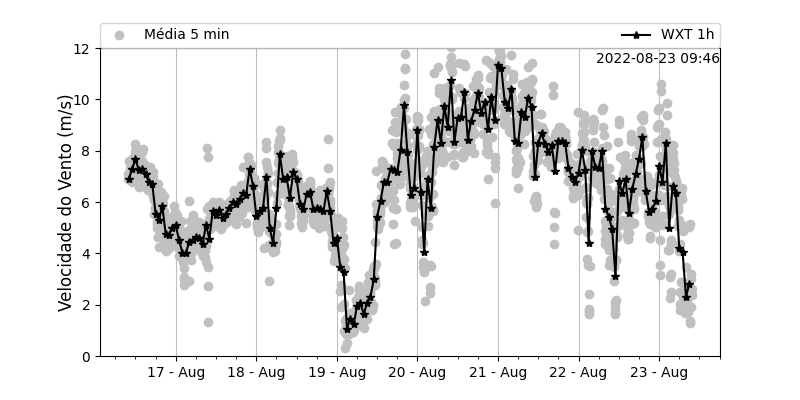 Média 5 min
WXT 1h
2022-08-23 09:46
Velocidade do Vento (m/s)
12
10
8
6
4
2
0
17 - Aug
18 - Aug
19 - Aug
20 - Aug
21 - Aug
22 - Aug
23 - Aug